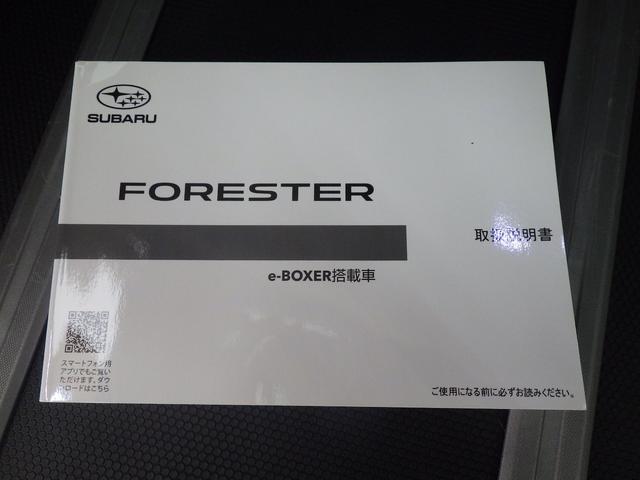 SUBARU
FORESTER
取扱説明書
e-BOXER搭載車
スマートフォン用
アプリでもご覧い
ただけます。ダウ
ンロードはこちら
ご使用になる前に必ずお読みください。